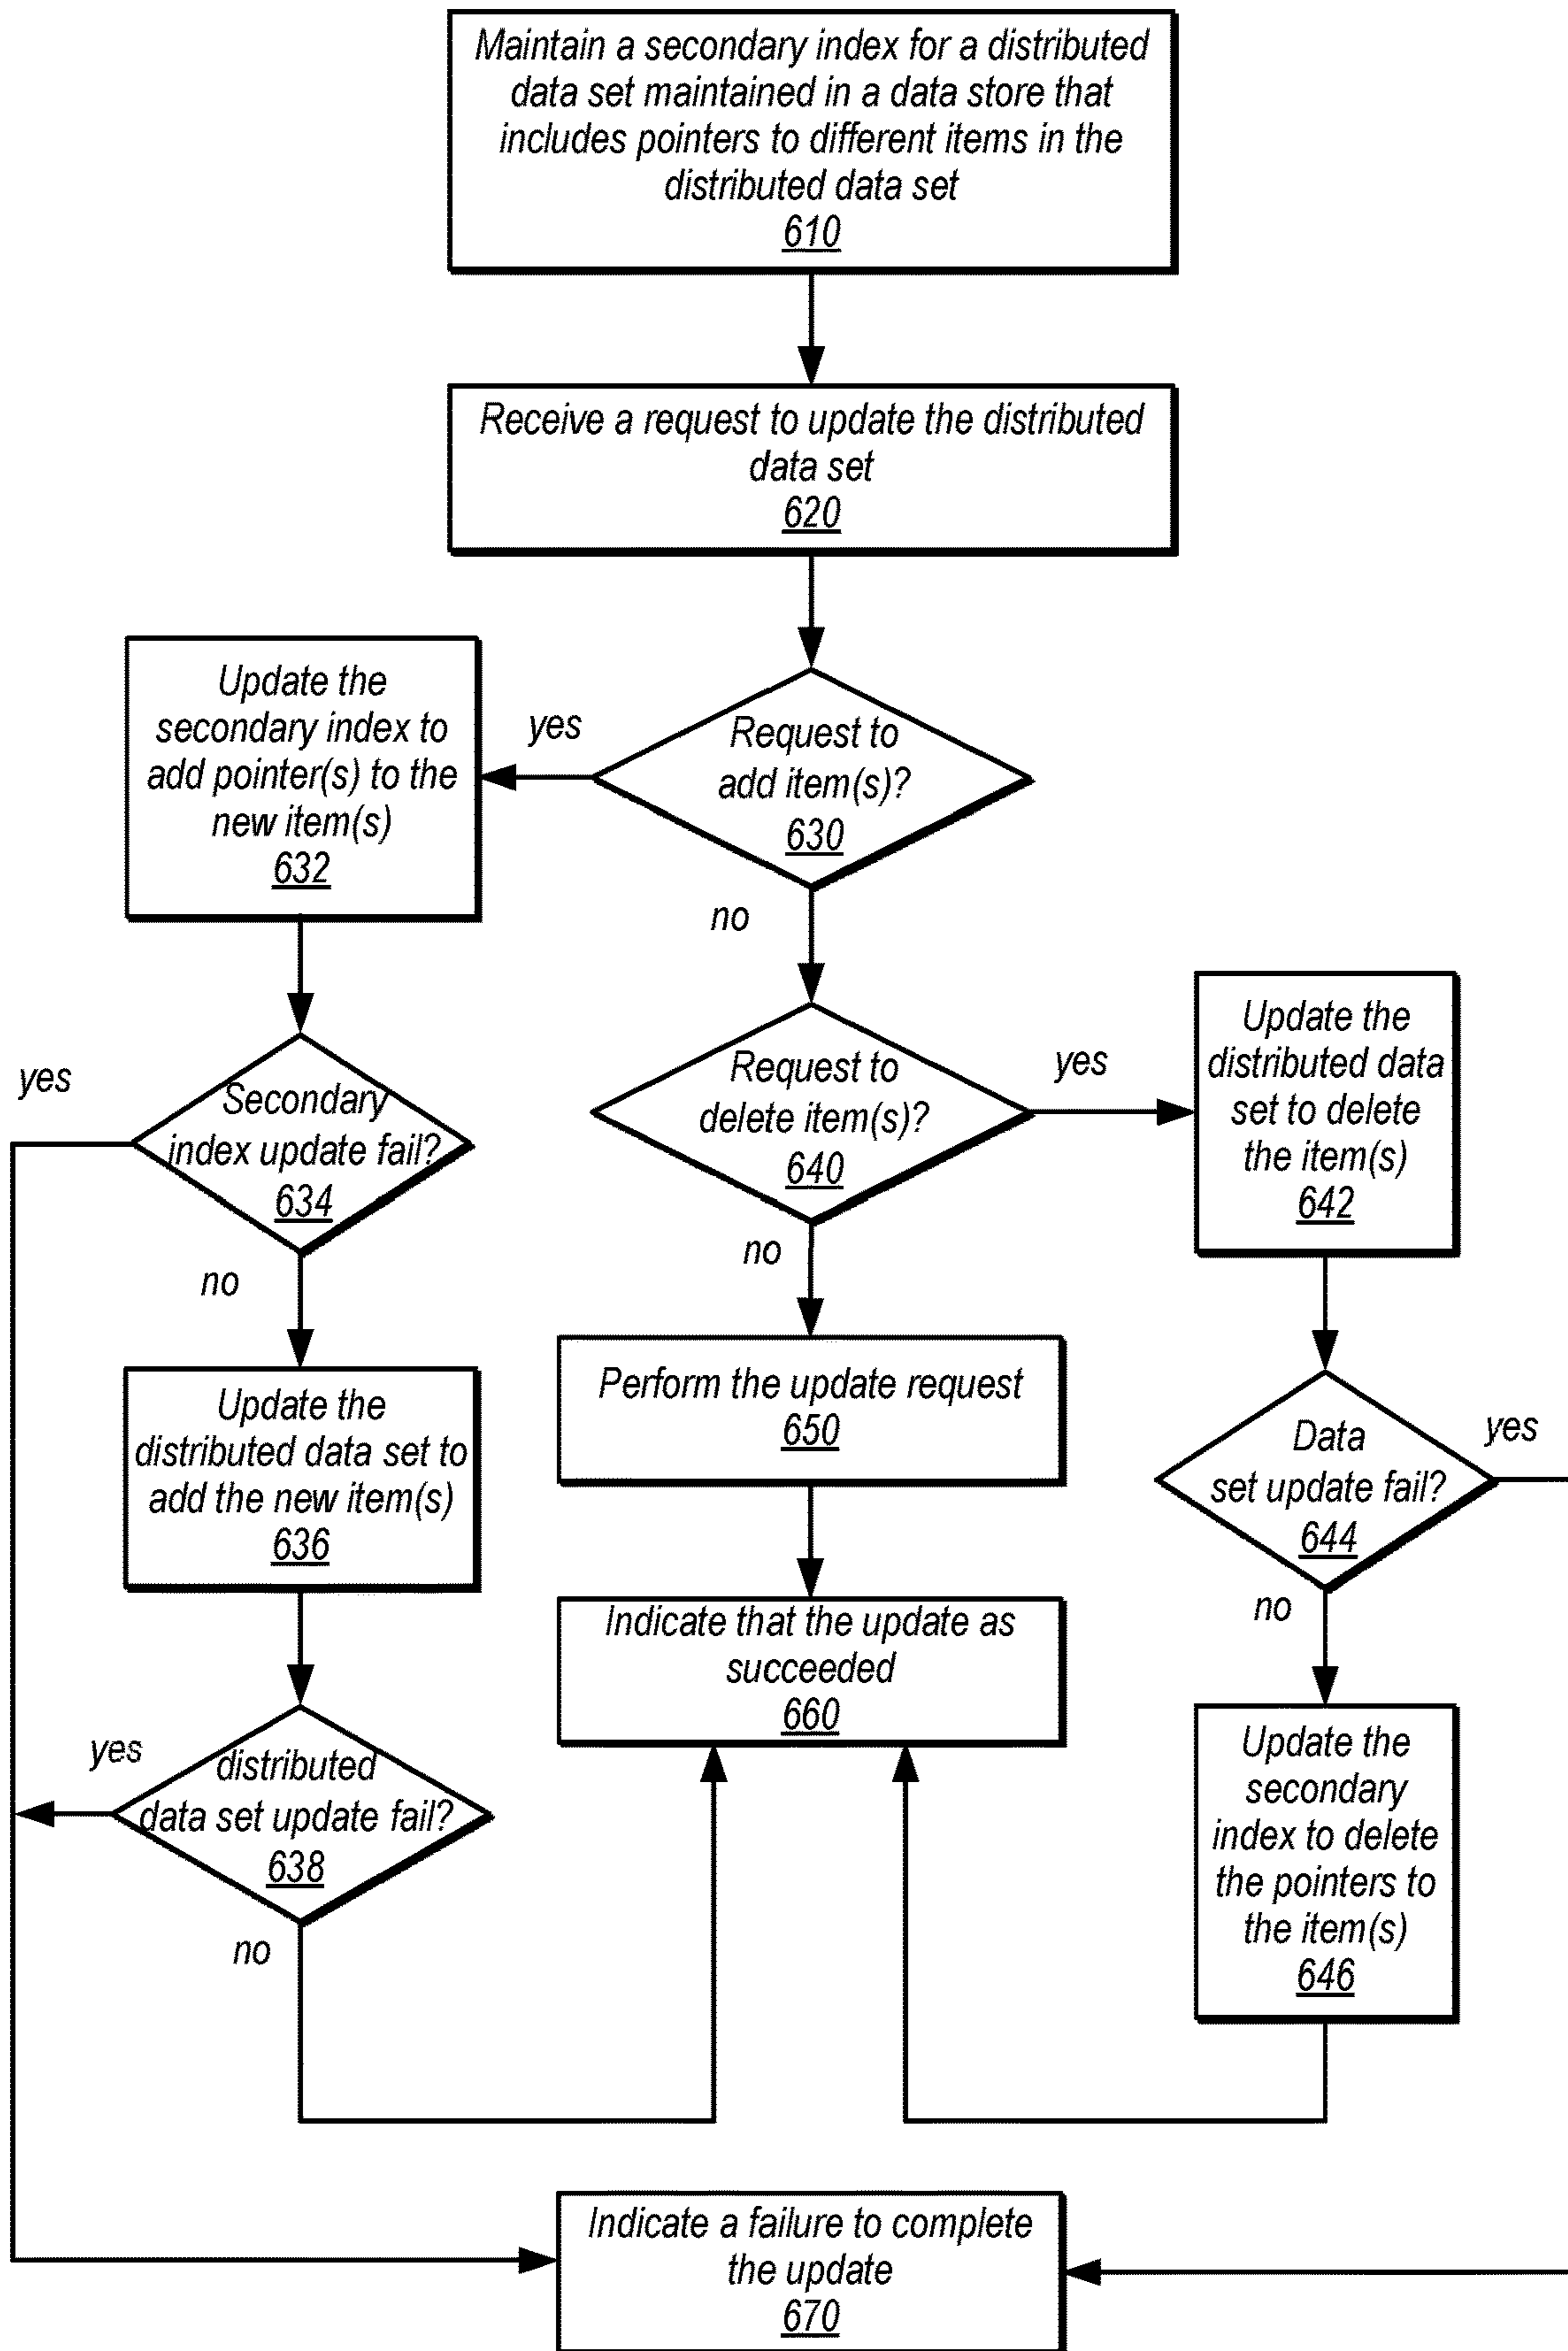 Maintain a secondary index for a distributed
data set maintained in a data store that
includes pointers to different items in the
distributed data set
610
Receive a request to update the distributed
data set
620
Request to
add item(s)?
630
yes
no
Update the
secondary index to
add pointer(s) to the
new item(s)
632
Secondary
index update fail?
634
yes
no
Update the
distributed data set to
add the new item(s)
636
distributed
data set update fail?
638
yes
no
Request to
delete item(s)?
640
yes
no
Update the
distributed data
set to delete
the item(s)
642
Data
set update fail?
644
yes
no
Update the
secondary
index to delete
the pointers to
the item(s)
646
Perform the update request
650
Indicate that the update as
succeeded
660
Indicate a failure to complete
the update
670